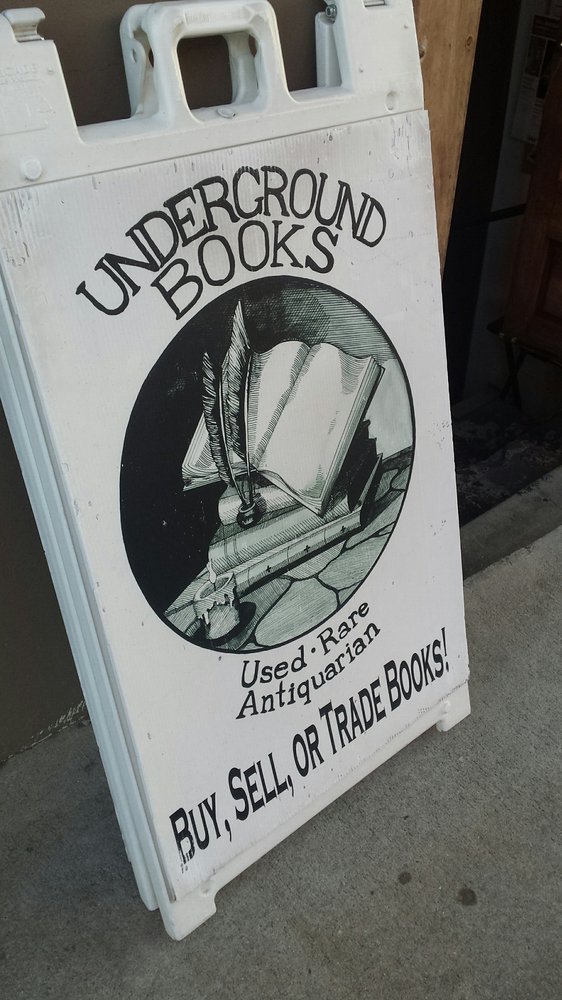 UNDERGROUND
BOOKS
Used · Rare
Antiquarian
BUY, SELL, OR TRADE BOOKS!